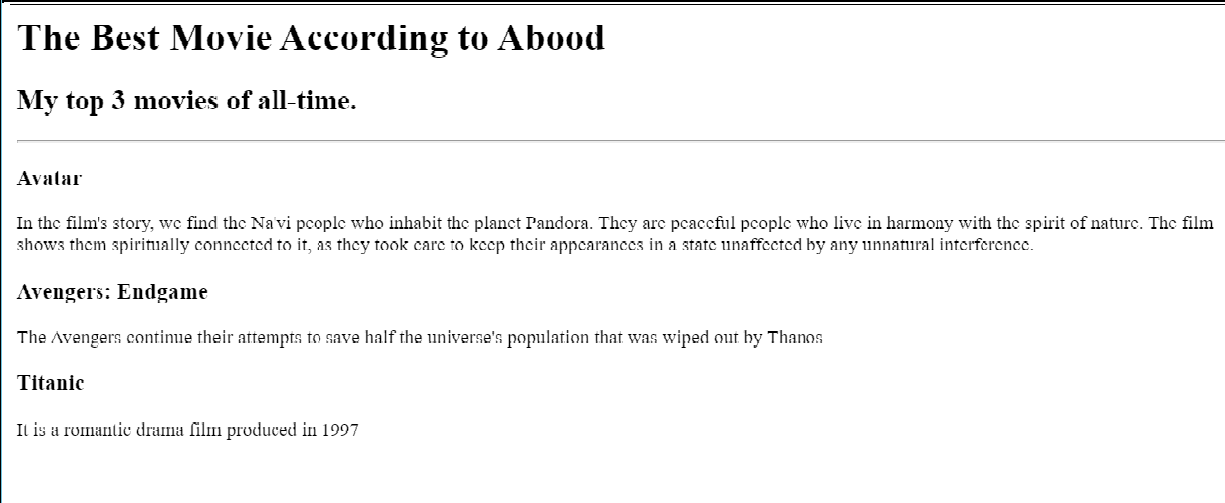 The Best Movie According to Abood
My top 3 movies of all-time.
Avatar
In the film's story, we find the Na'vi people who inhabit the planet Pandora. They are peaceful people who live in harmony with the spirit of nature. The film
shows them spiritually connected to it, as they took care to keep their appearances in a state unaffected by any unnatural interference.
Avengers: Endgame
The Avengers continue their attempts to save half the universe's population that was wiped out by Thanos
Titanic
It is a romantic drama film produced in 1997